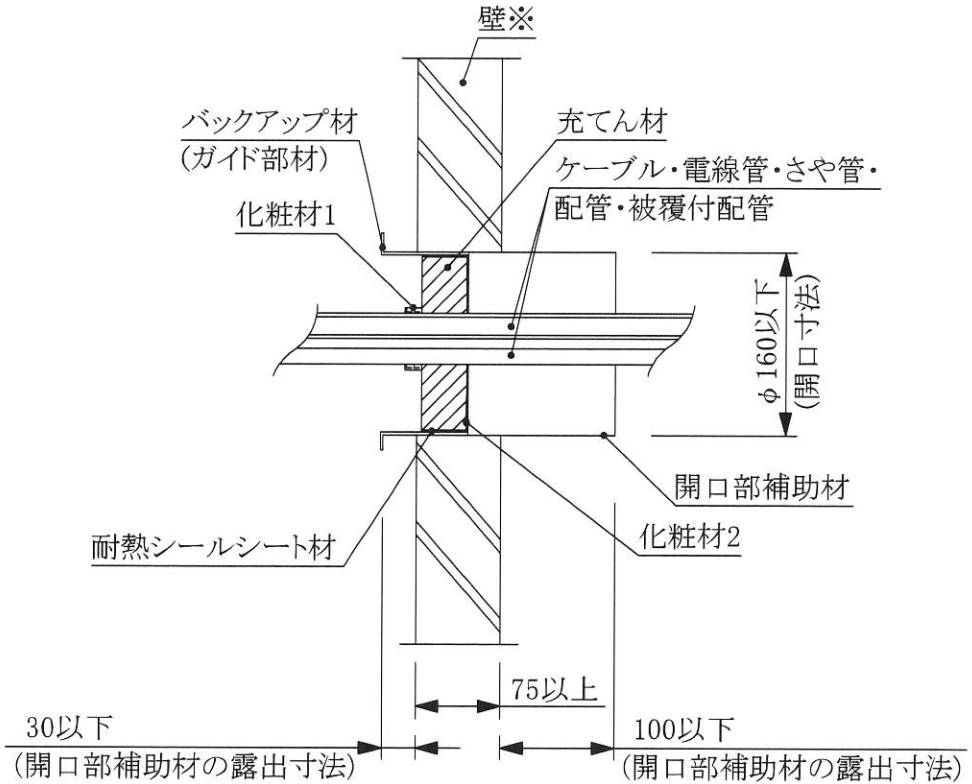 壁※
バックアップ材
(ガイド部材)
充てん材
ケーブル・電線管・さや管・
配管・被覆付配管
化粧材1
φ160以下
(開口寸法)
開口部補助材
化粧材2
耐熱シールシート材
75以上
30以下
(開口部補助材の露出寸法)
100以下
(開口部補助材の露出寸法)